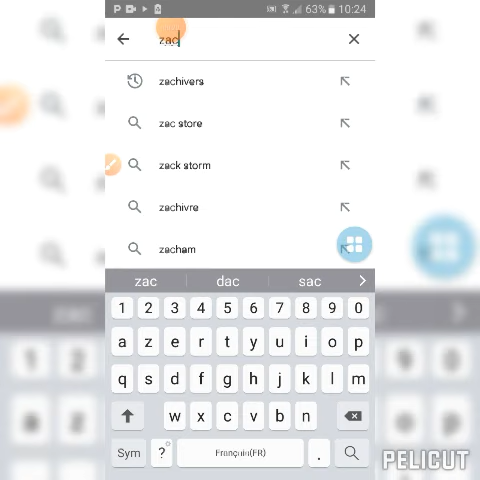 63% 10:24
zac
zachivers
zac store
zack storm
zachivre
zacham
zac dac sac
1 2 3 4 5 6 7 8 9 0
a z e r t y u i o p
q s d f g h j k l m
w x c v b n
Sym ? Français(FR) .
PELICUT